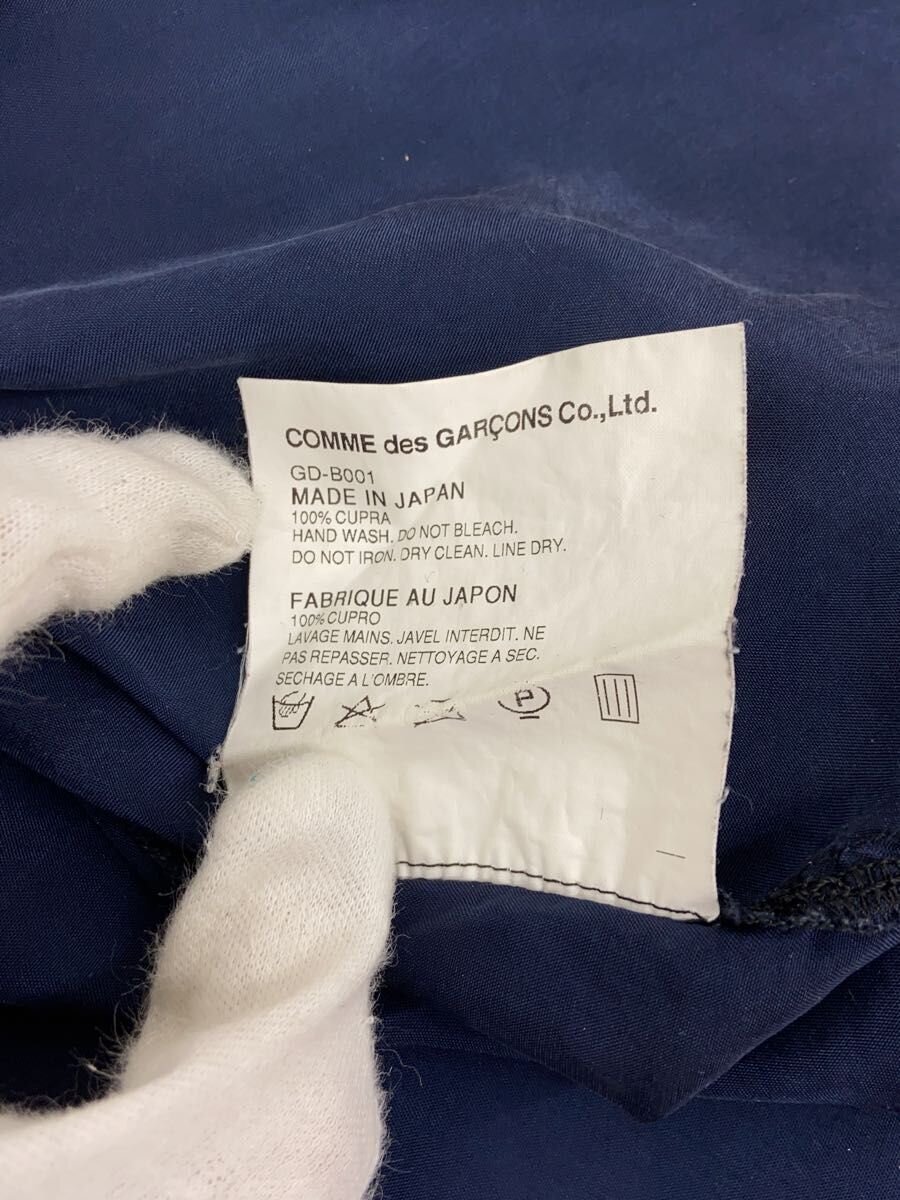 COMME des GARÇONS Co.,Ltd.
GD-B001
MADE IN JAPAN
100% CUPRA
HAND WASH. DO NOT BLEACH.
DO NOT IRON. DRY CLEAN. LINE DRY.
FABRIQUE AU JAPON
100% CUPRO
LAVAGE MAINS. JAVEL INTERDIT. NE
PAS REPASSER. NETTOYAGE A SEC.
SECHAGE A L'OMBRE.
P